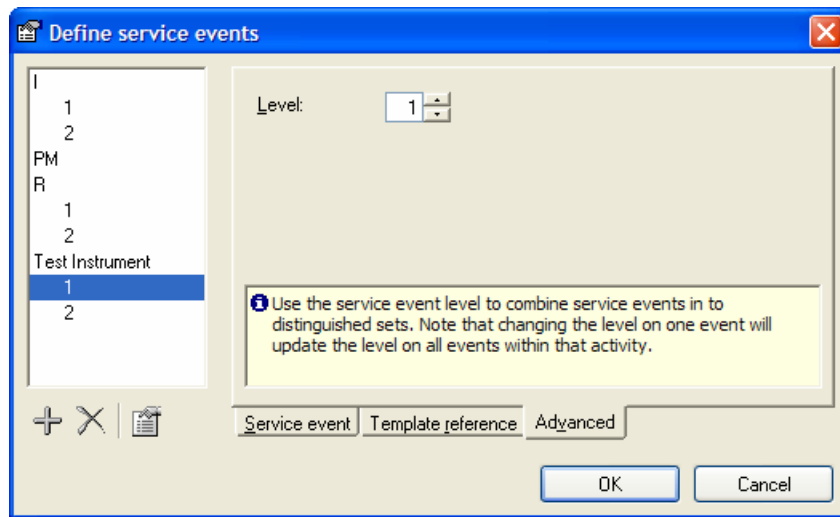 Define service events
I
1
2
PM
R
1
2
Test Instrument
1
2
Level:
1
Use the service event level to combine service events in to
distinguished sets. Note that changing the level on one event will
update the level on all events within that activity.
Service event
Template reference
Advanced
OK
Cancel